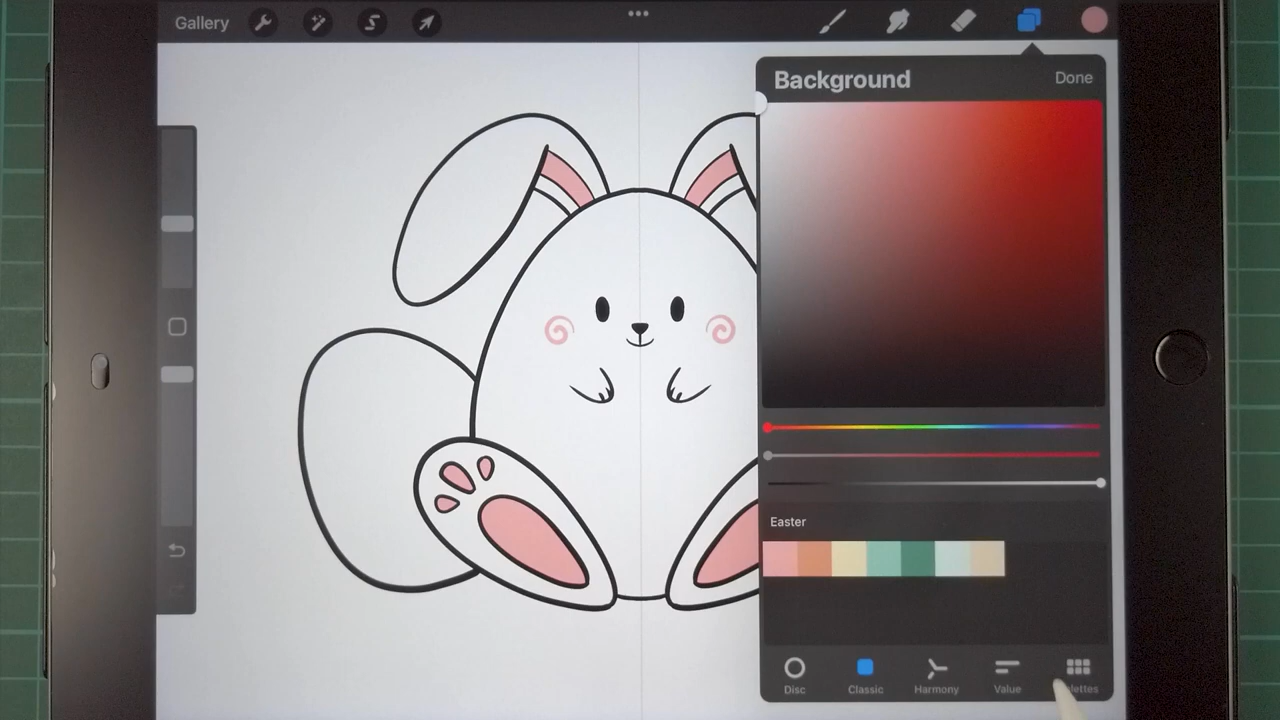 Gallery
Background
Done
Easter
Disc
Classic
Harmony
Value